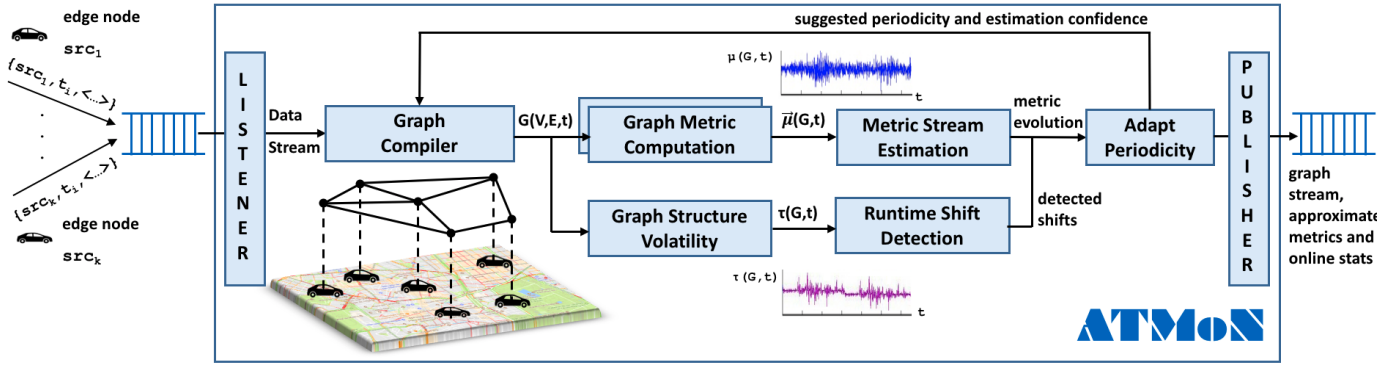 edge node
src1
{src1, ti, <…>}
.
.
.
{srck, ti, <…>}
edge node
srck
LISTENER
Data
Stream
suggested periodicity and estimation confidence
Graph
Compiler
G(V,E,t)
Graph Metric
Computation
μ(G,t)
t
μ̅(G,t)
Metric Stream
Estimation
metric
evolution
Adapt
Periodicity
Graph Structure
Volatility
τ(G,t)
Runtime Shift
Detection
detected
shifts
τ(G,t)
t
PUBLISHER
graph
stream,
approximate
metrics and
online stats
ATMoN